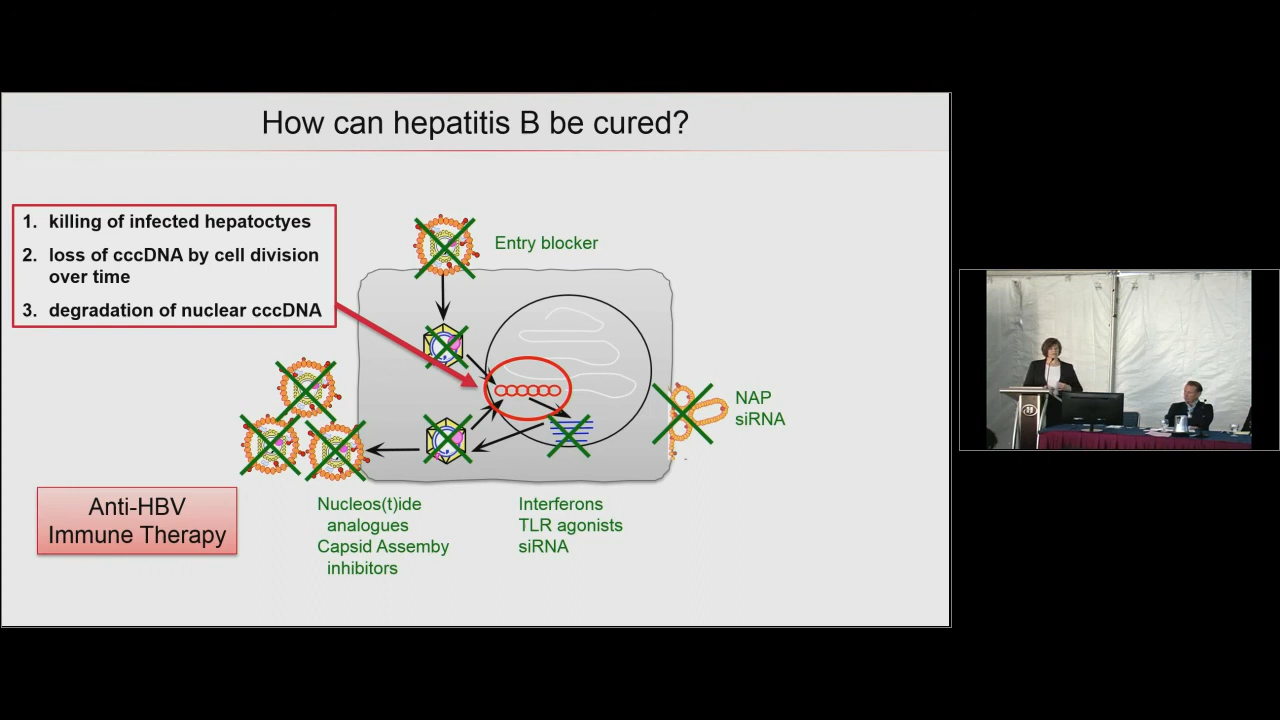 How can hepatitis B be cured?
1. killing of infected hepatoctyes
2. loss of cccDNA by cell division
over time
3. degradation of nuclear cccDNA
Entry blocker
NAP
siRNA
Anti-HBV
Immune Therapy
Nucleos(t)ide
analogues
Capsid Assemby
inhibitors
Interferons
TLR agonists
siRNA